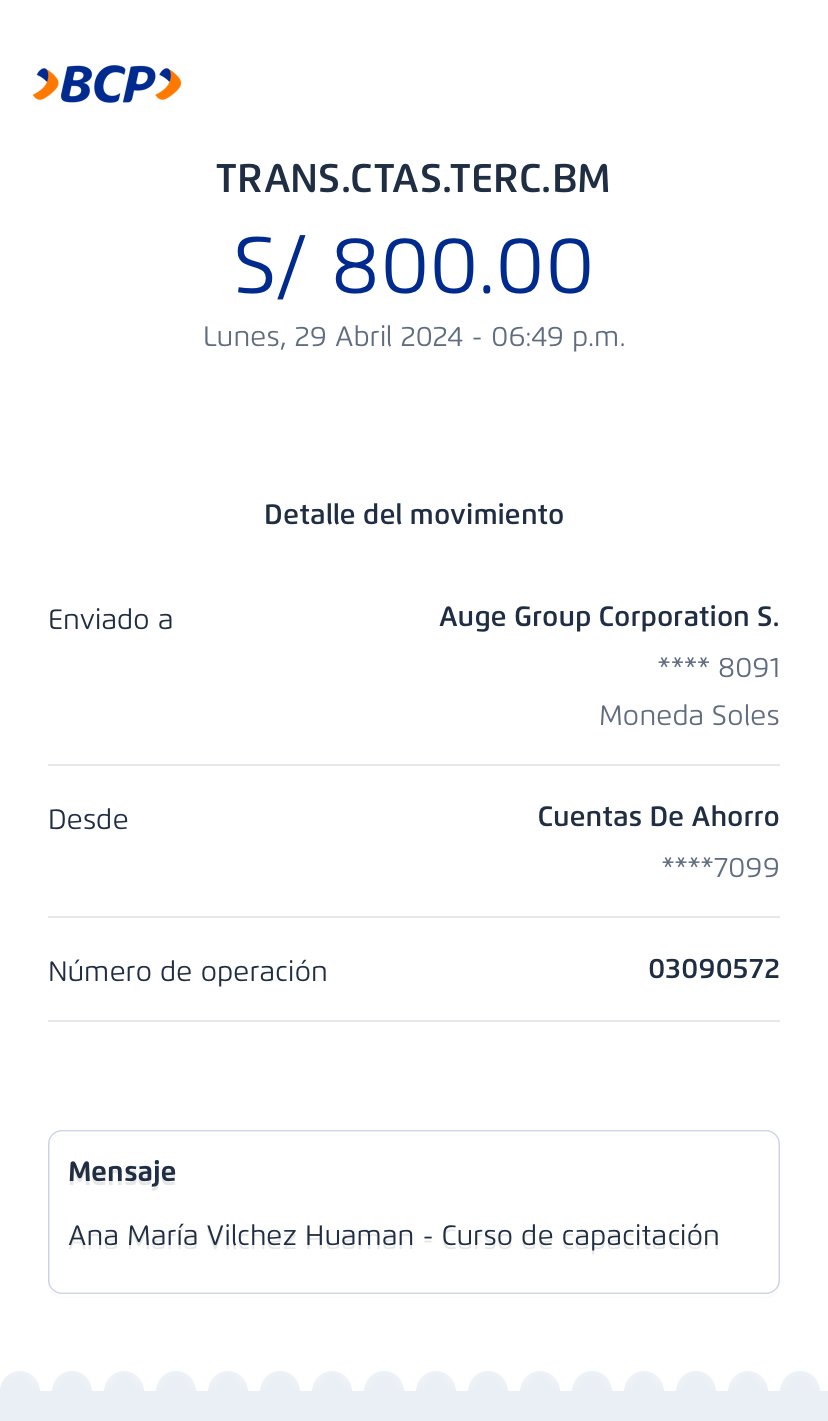 BCP
TRANS.CTAS.TERC.BM
S/ 800.00
Lunes, 29 Abril 2024 - 06:49 p.m.
Detalle del movimiento
Enviado a Auge Group Corporation S.
**** 8091
Moneda Soles
Desde Cuentas De Ahorro
****7099
Número de operación 03090572
Mensaje
Ana María Vilchez Huaman - Curso de capacitación